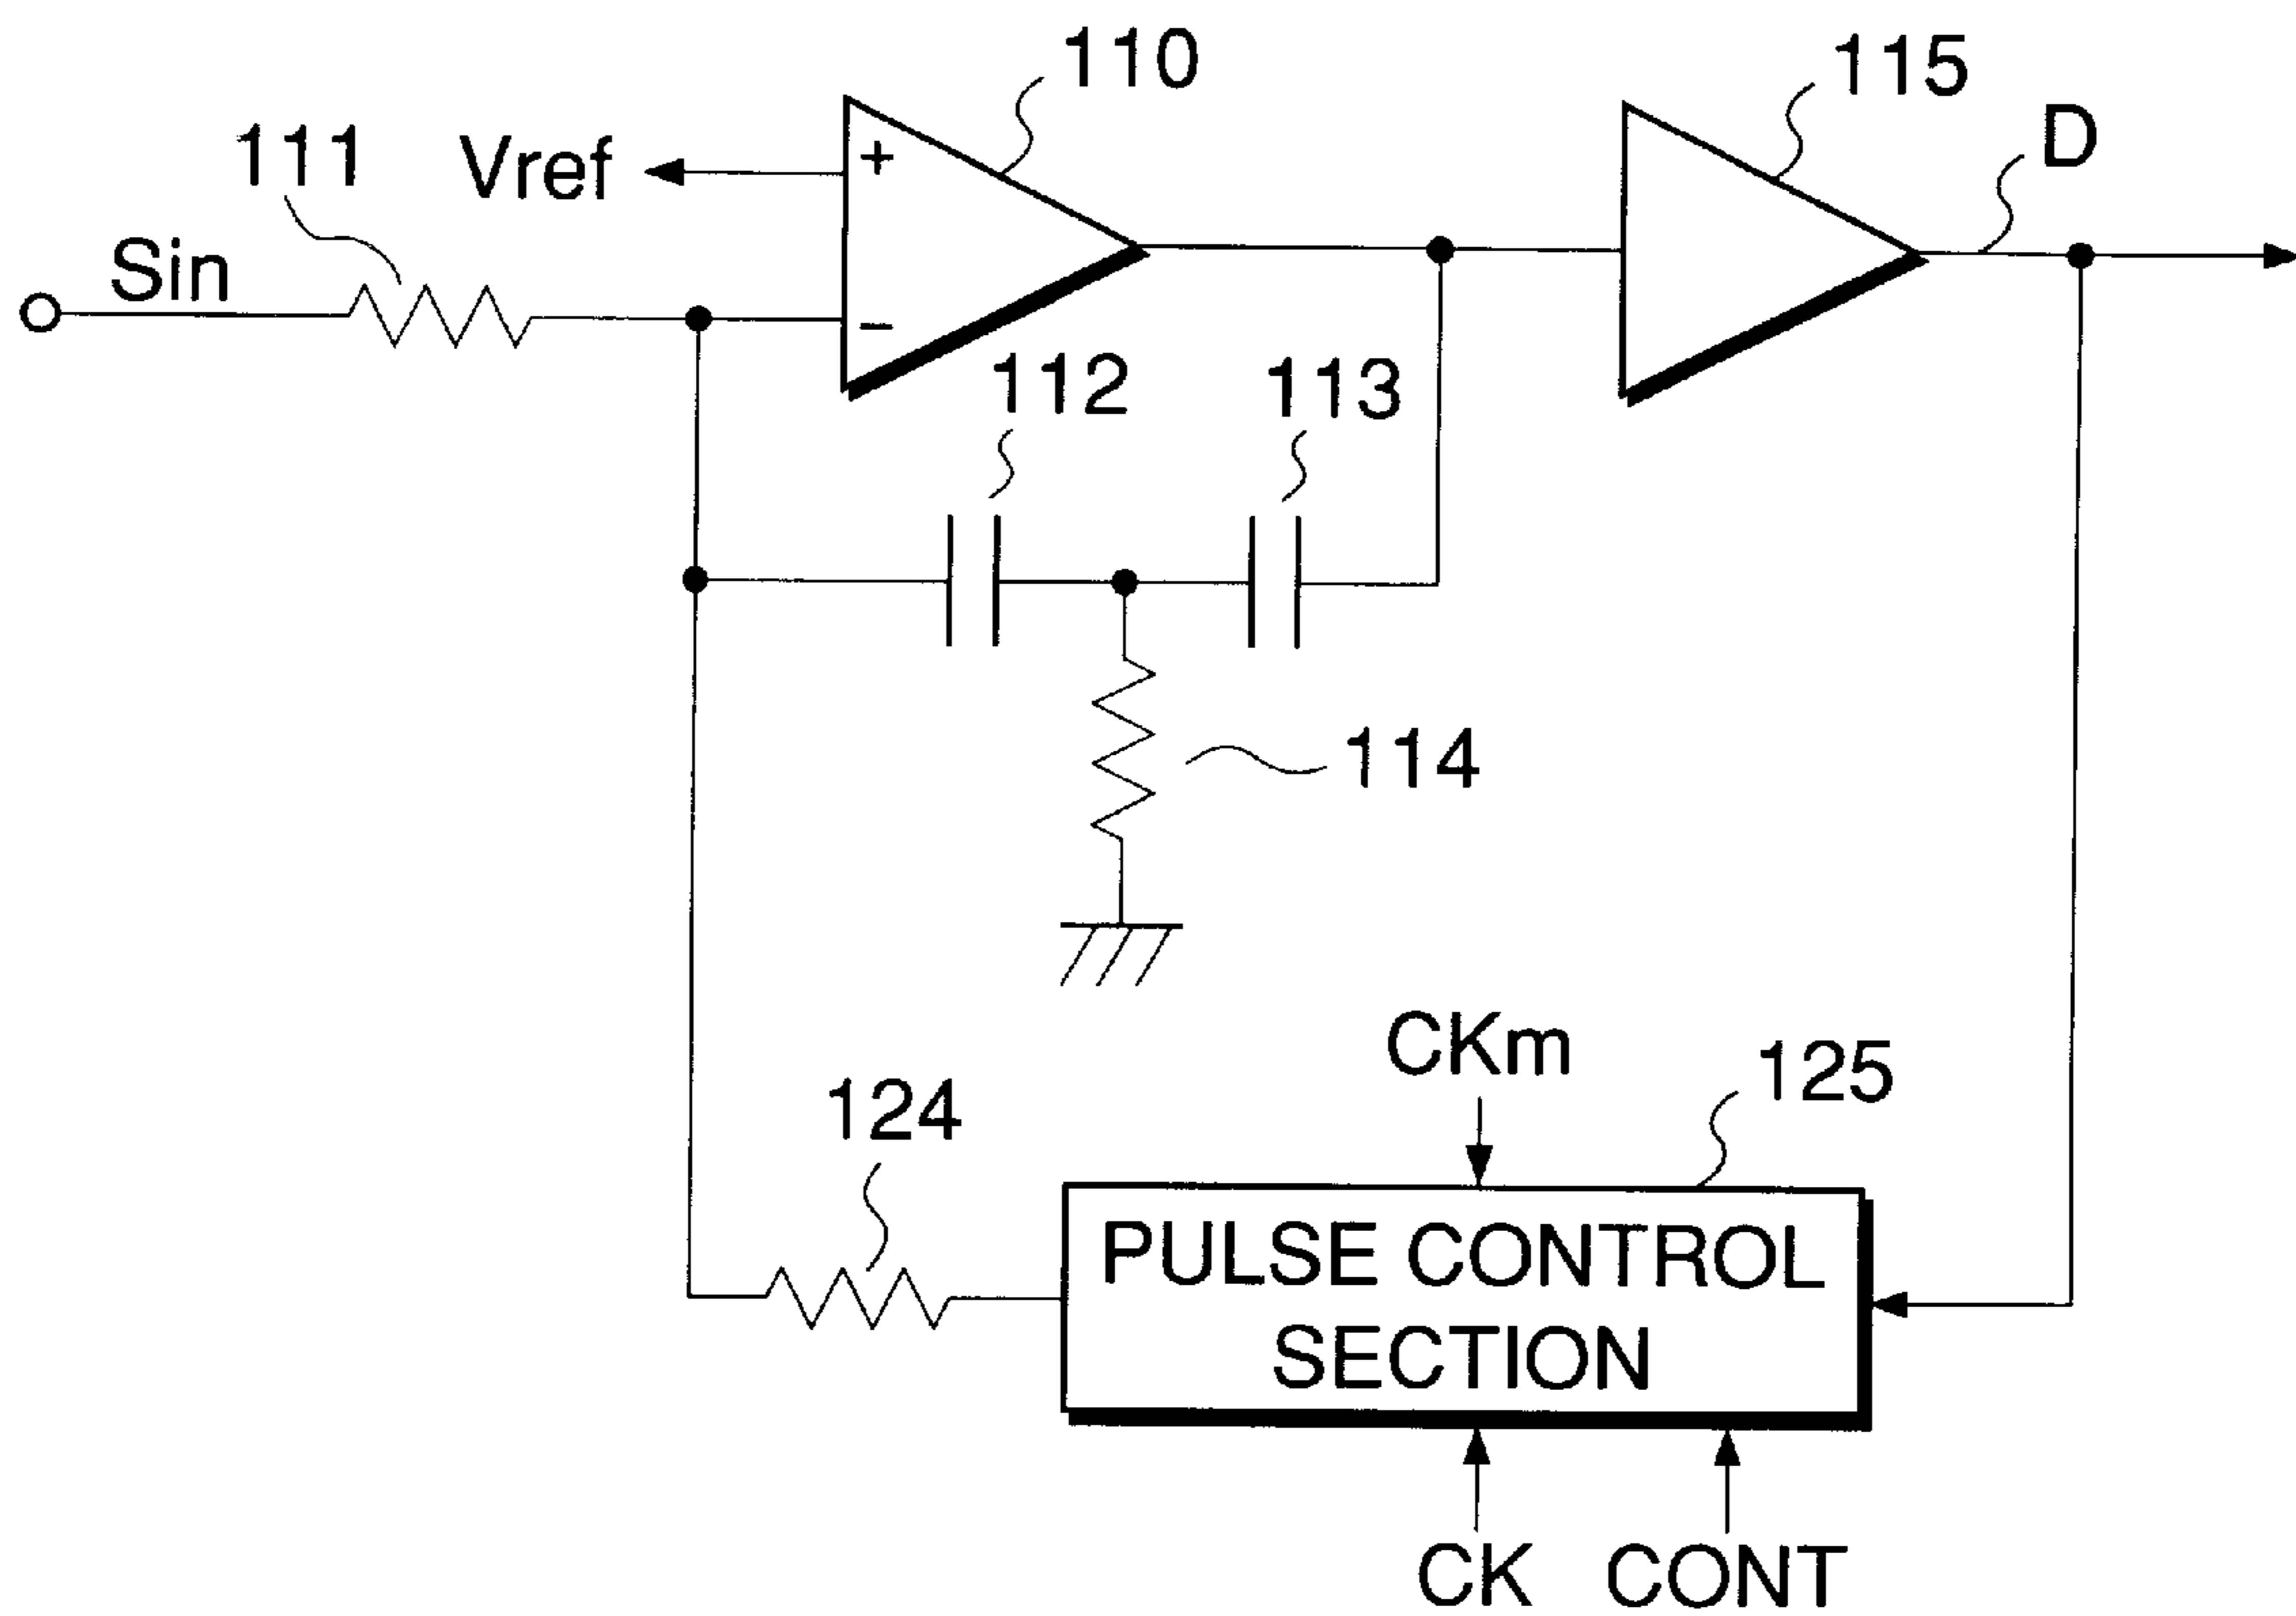 110
115
D
111
Vref
+
Sin
−
112
113
114
CKm
125
124
PULSE CONTROL
SECTION
CK
CONT